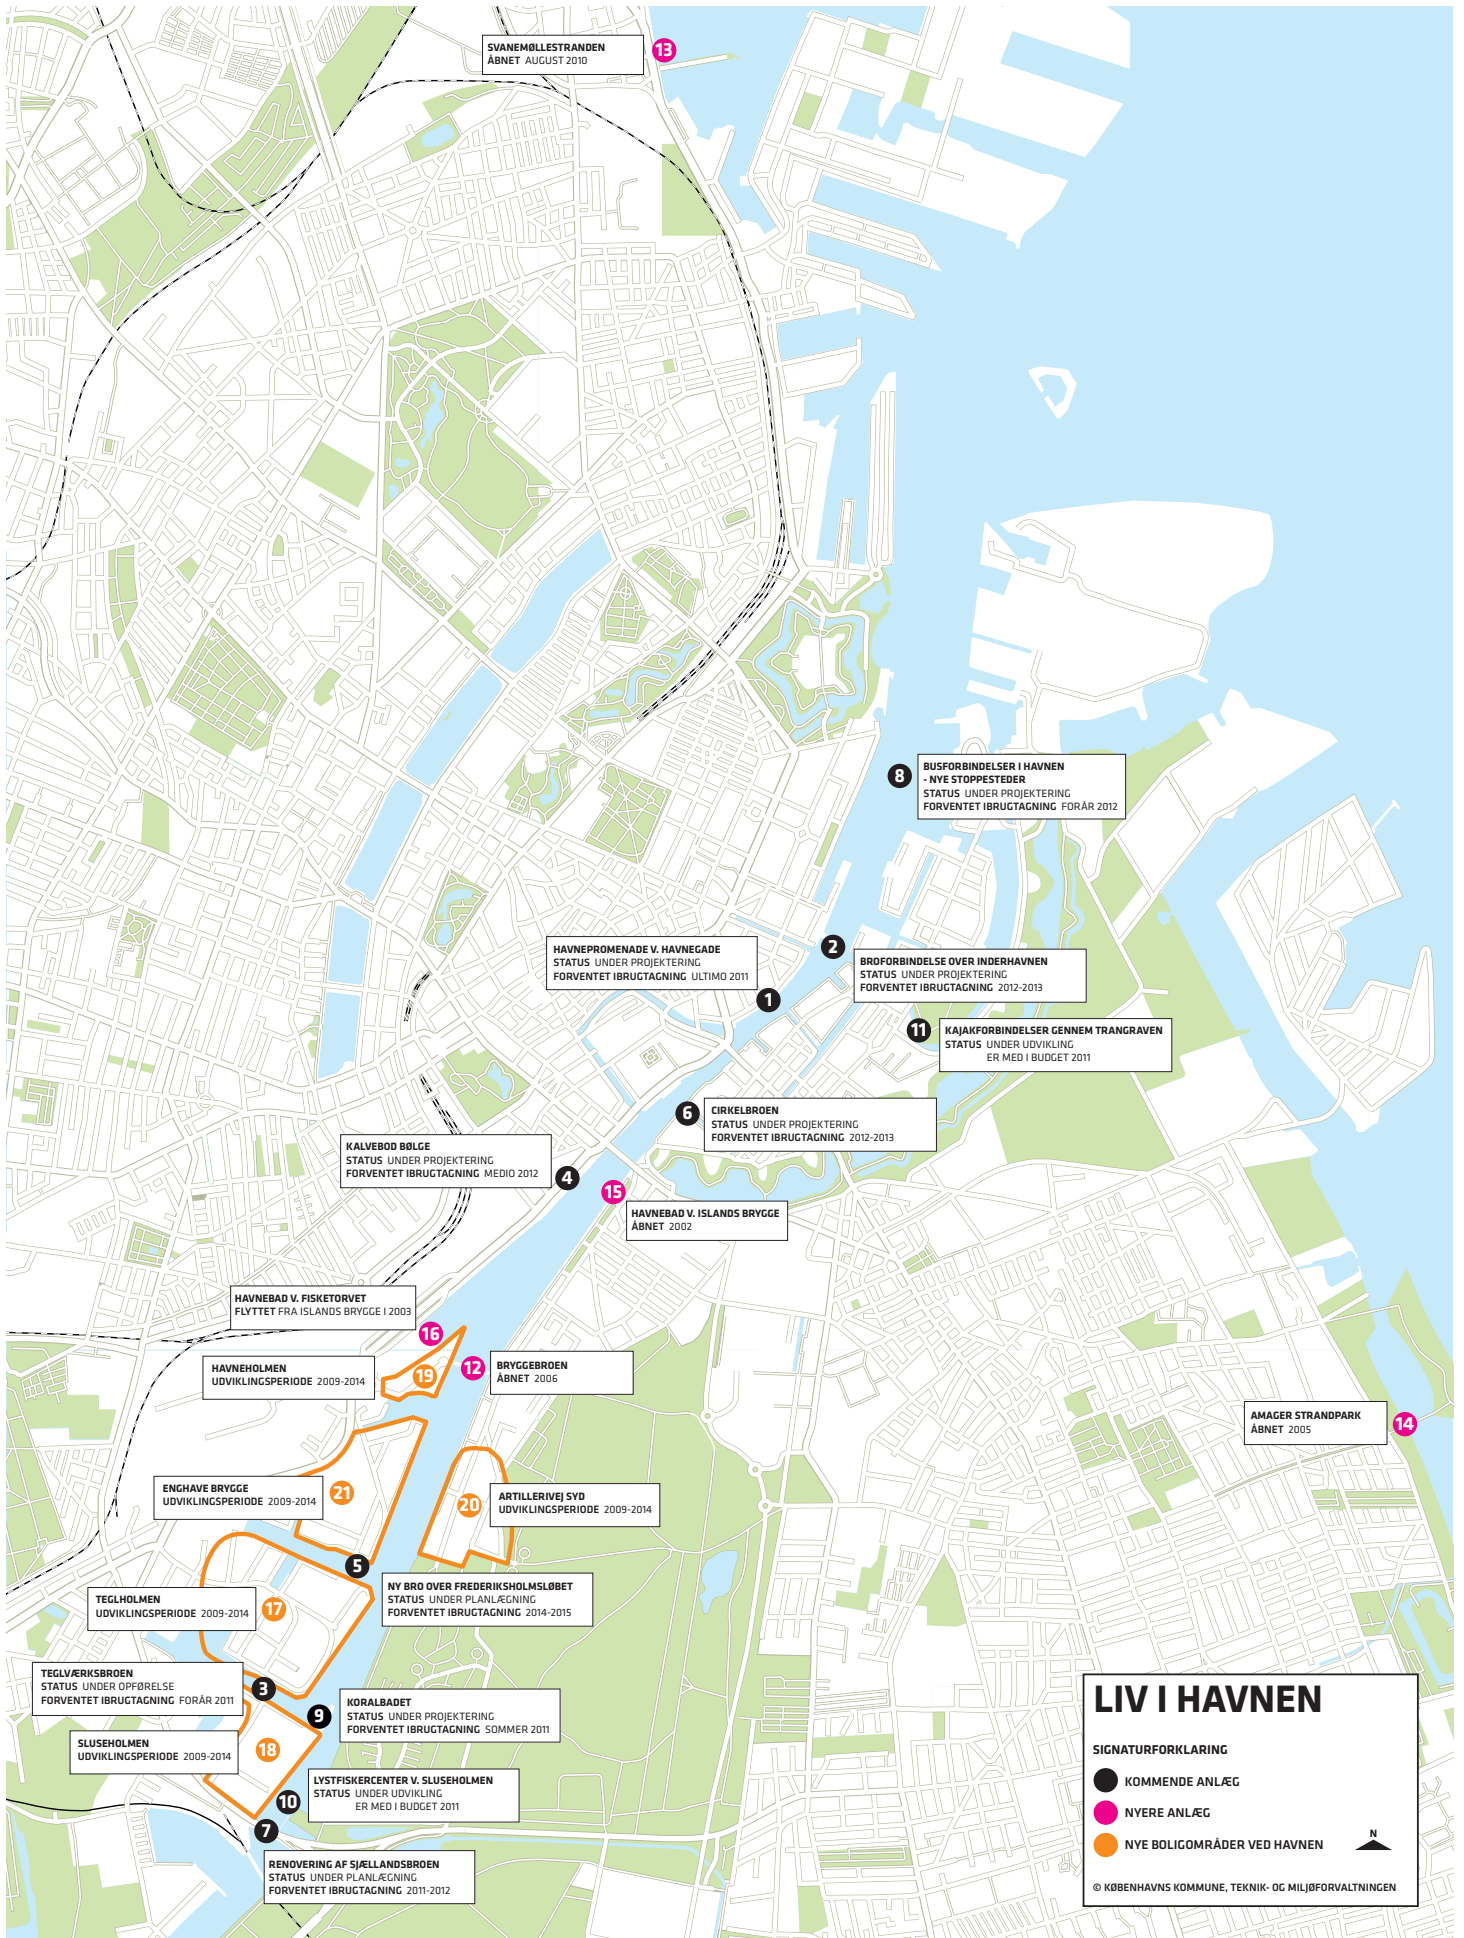 SVANEMØLLESTRANDEN
ÅBNET AUGUST 2010
13
8
BUSFORBINDELSER I HAVNEN
- NYE STOPPESTEDER
STATUS UNDER PROJEKTERING
FORVENTET IBRUGTAGNING FORÅR 2012
HAVNEPROMENADE V. HAVNEGADE
STATUS UNDER PROJEKTERING
FORVENTET IBRUGTAGNING ULTIMO 2011
1
2
BROFORBINDELSE OVER INDERHAVNEN
STATUS UNDER PROJEKTERING
FORVENTET IBRUGTAGNING 2012-2013
11
KAJAKFORBINDELSER GENNEM TRANGRAVEN
STATUS UNDER UDVIKLING
ER MED I BUDGET 2011
6
CIRKELBROEN
STATUS UNDER PROJEKTERING
FORVENTET IBRUGTAGNING 2012-2013
KALVEBOD BØLGE
STATUS UNDER PROJEKTERING
FORVENTET IBRUGTAGNING MEDIO 2012
4
15
HAVNEBAD V. ISLANDS BRYGGE
ÅBNET 2002
HAVNEBAD V. FISKETORVET
FLYTTET FRA ISLANDS BRYGGE I 2003
16
HAVNEHOLMEN
UDVIKLINGSPERIODE 2009-2014
19
12
BRYGGEBROEN
ÅBNET 2006
AMAGER STRANDPARK
ÅBNET 2005
14
ENGHAVE BRYGGE
UDVIKLINGSPERIODE 2009-2014
21
20
ARTILLERIVEJ SYD
UDVIKLINGSPERIODE 2009-2014
5
NY BRO OVER FREDERIKSHOLMSLØBET
STATUS UNDER PLANLÆGNING
FORVENTET IBRUGTAGNING 2014-2015
TEGLHOLMEN
UDVIKLINGSPERIODE 2009-2014
17
TEGLVÆRKSBROEN
STATUS UNDER OPFØRELSE
FORVENTET IBRUGTAGNING FORÅR 2011
3
9
KORALBADET
STATUS UNDER PROJEKTERING
FORVENTET IBRUGTAGNING SOMMER 2011
SLUSEHOLMEN
UDVIKLINGSPERIODE 2009-2014
18
10
LYSTFISKERCENTER V. SLUSEHOLMEN
STATUS UNDER UDVIKLING
ER MED I BUDGET 2011
7
RENOVERING AF SJÆLLANDSBROEN
STATUS UNDER PLANLÆGNING
FORVENTET IBRUGTAGNING 2011-2012
LIV I HAVNEN
SIGNATURFORKLARING
KOMMENDE ANLÆG
NYERE ANLÆG
NYE BOLIGOMRÅDER VED HAVNEN
N
© KØBENHAVNS KOMMUNE, TEKNIK- OG MILJØFORVALTNINGEN